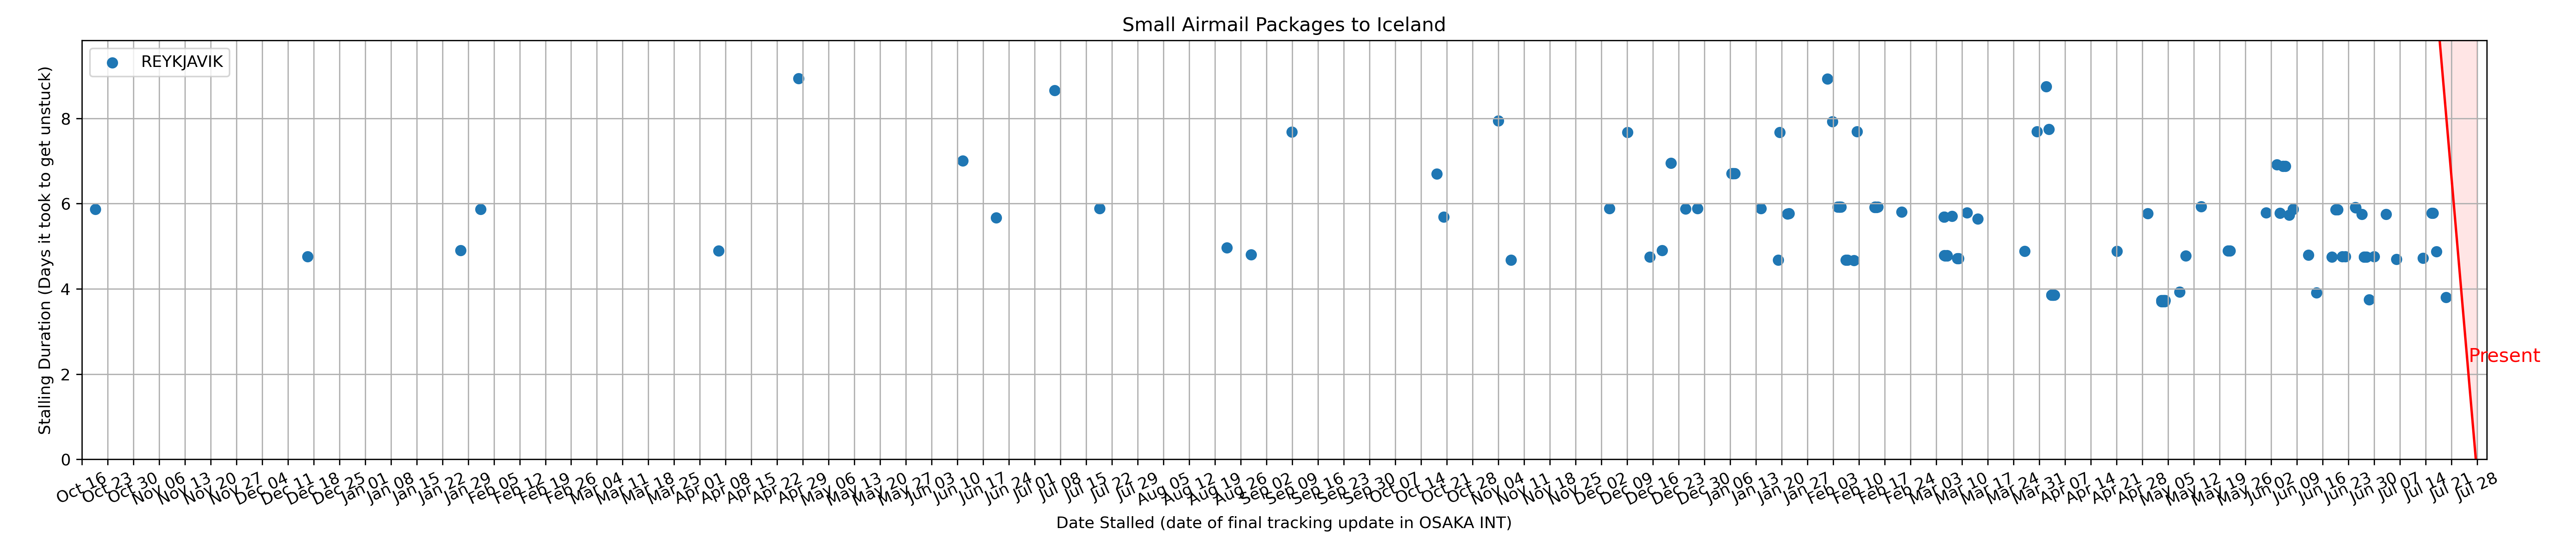 Small Airmail Packages to Iceland
REYKJAVIK
Stalling Duration (Days it took to get unstuck)
8
6
4
2
0
Present
Oct 16 Oct 23 Oct 30 Nov 06 Nov 13 Nov 20 Nov 27 Dec 04 Dec 11 Dec 18 Dec 25 Jan 01 Jan 08 Jan 15 Jan 22 Jan 29 Feb 05 Feb 12 Feb 19 Feb 26 Mar 04 Mar 11 Mar 18 Mar 25 Apr 01 Apr 08 Apr 15 Apr 22 Apr 29 May 06 May 13 May 20 May 27 Jun 03 Jun 10 Jun 17 Jun 24 Jul 01 Jul 08 Jul 15 Jul 22 Jul 29 Aug 05 Aug 12 Aug 19 Aug 26 Sep 02 Sep 09 Sep 16 Sep 23 Sep 30 Oct 07 Oct 14 Oct 21 Oct 28 Nov 04 Nov 11 Nov 18 Nov 25 Dec 02 Dec 09 Dec 16 Dec 23 Dec 30 Jan 06 Jan 13 Jan 20 Jan 27 Feb 03 Feb 10 Feb 17 Feb 24 Mar 03 Mar 10 Mar 17 Mar 24 Mar 31 Apr 07 Apr 14 Apr 21 Apr 28 May 05 May 12 May 19 May 26 Jun 02 Jun 09 Jun 16 Jun 23 Jun 30 Jul 07 Jul 14 Jul 21 Jul 28
Date Stalled (date of final tracking update in OSAKA INT)